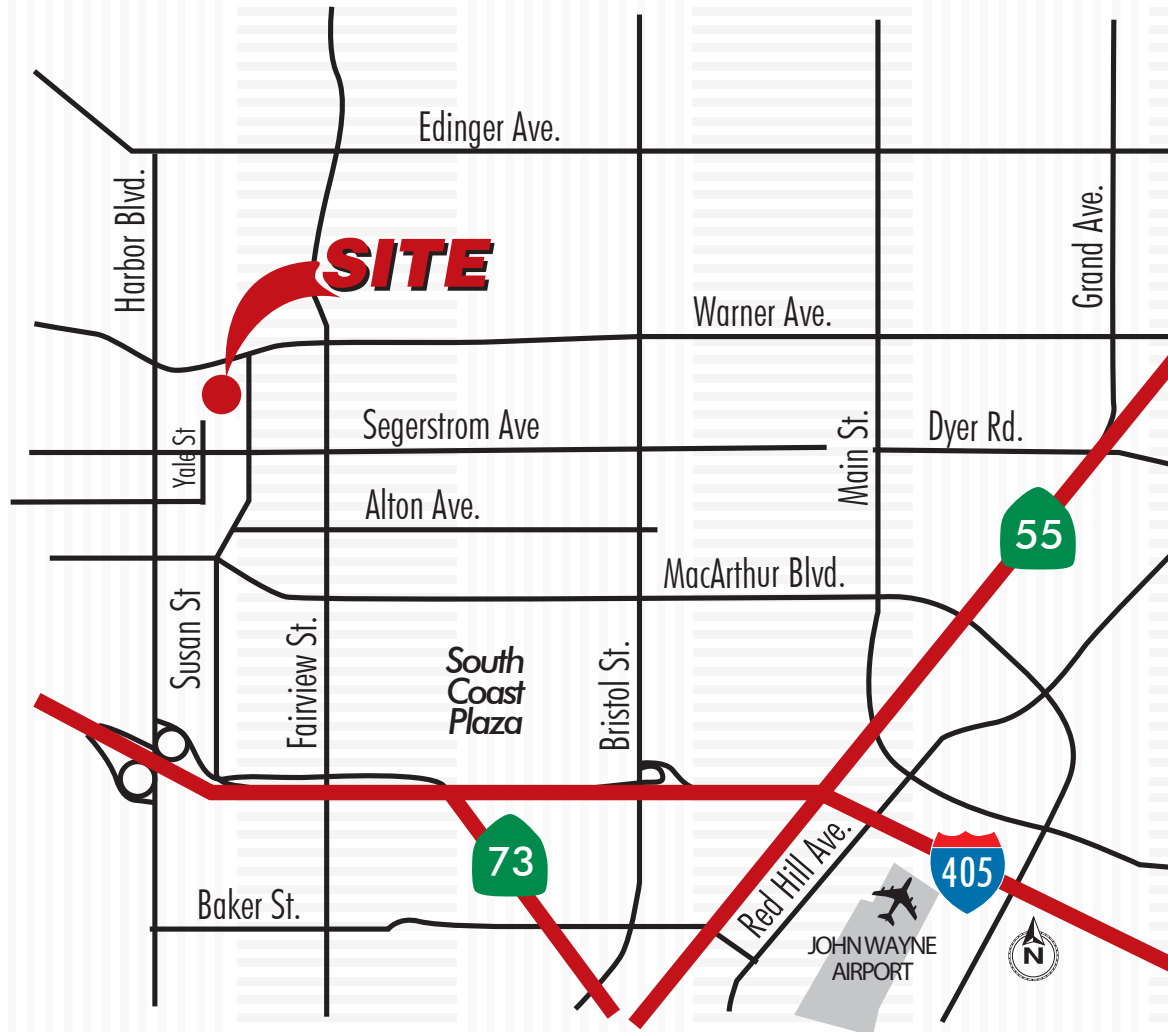 Edinger Ave.
Harbor Blvd.
Grand Ave.
SITE
Warner Ave.
Segerstrom Ave
Main St.
Dyer Rd.
Yale St
Alton Ave.
55
MacArthur Blvd.
Susan St
Fairview St.
South
Coast
Plaza
Bristol St.
73
Red Hill Ave.
405
Baker St.
JOHN WAYNE
AIRPORT
N